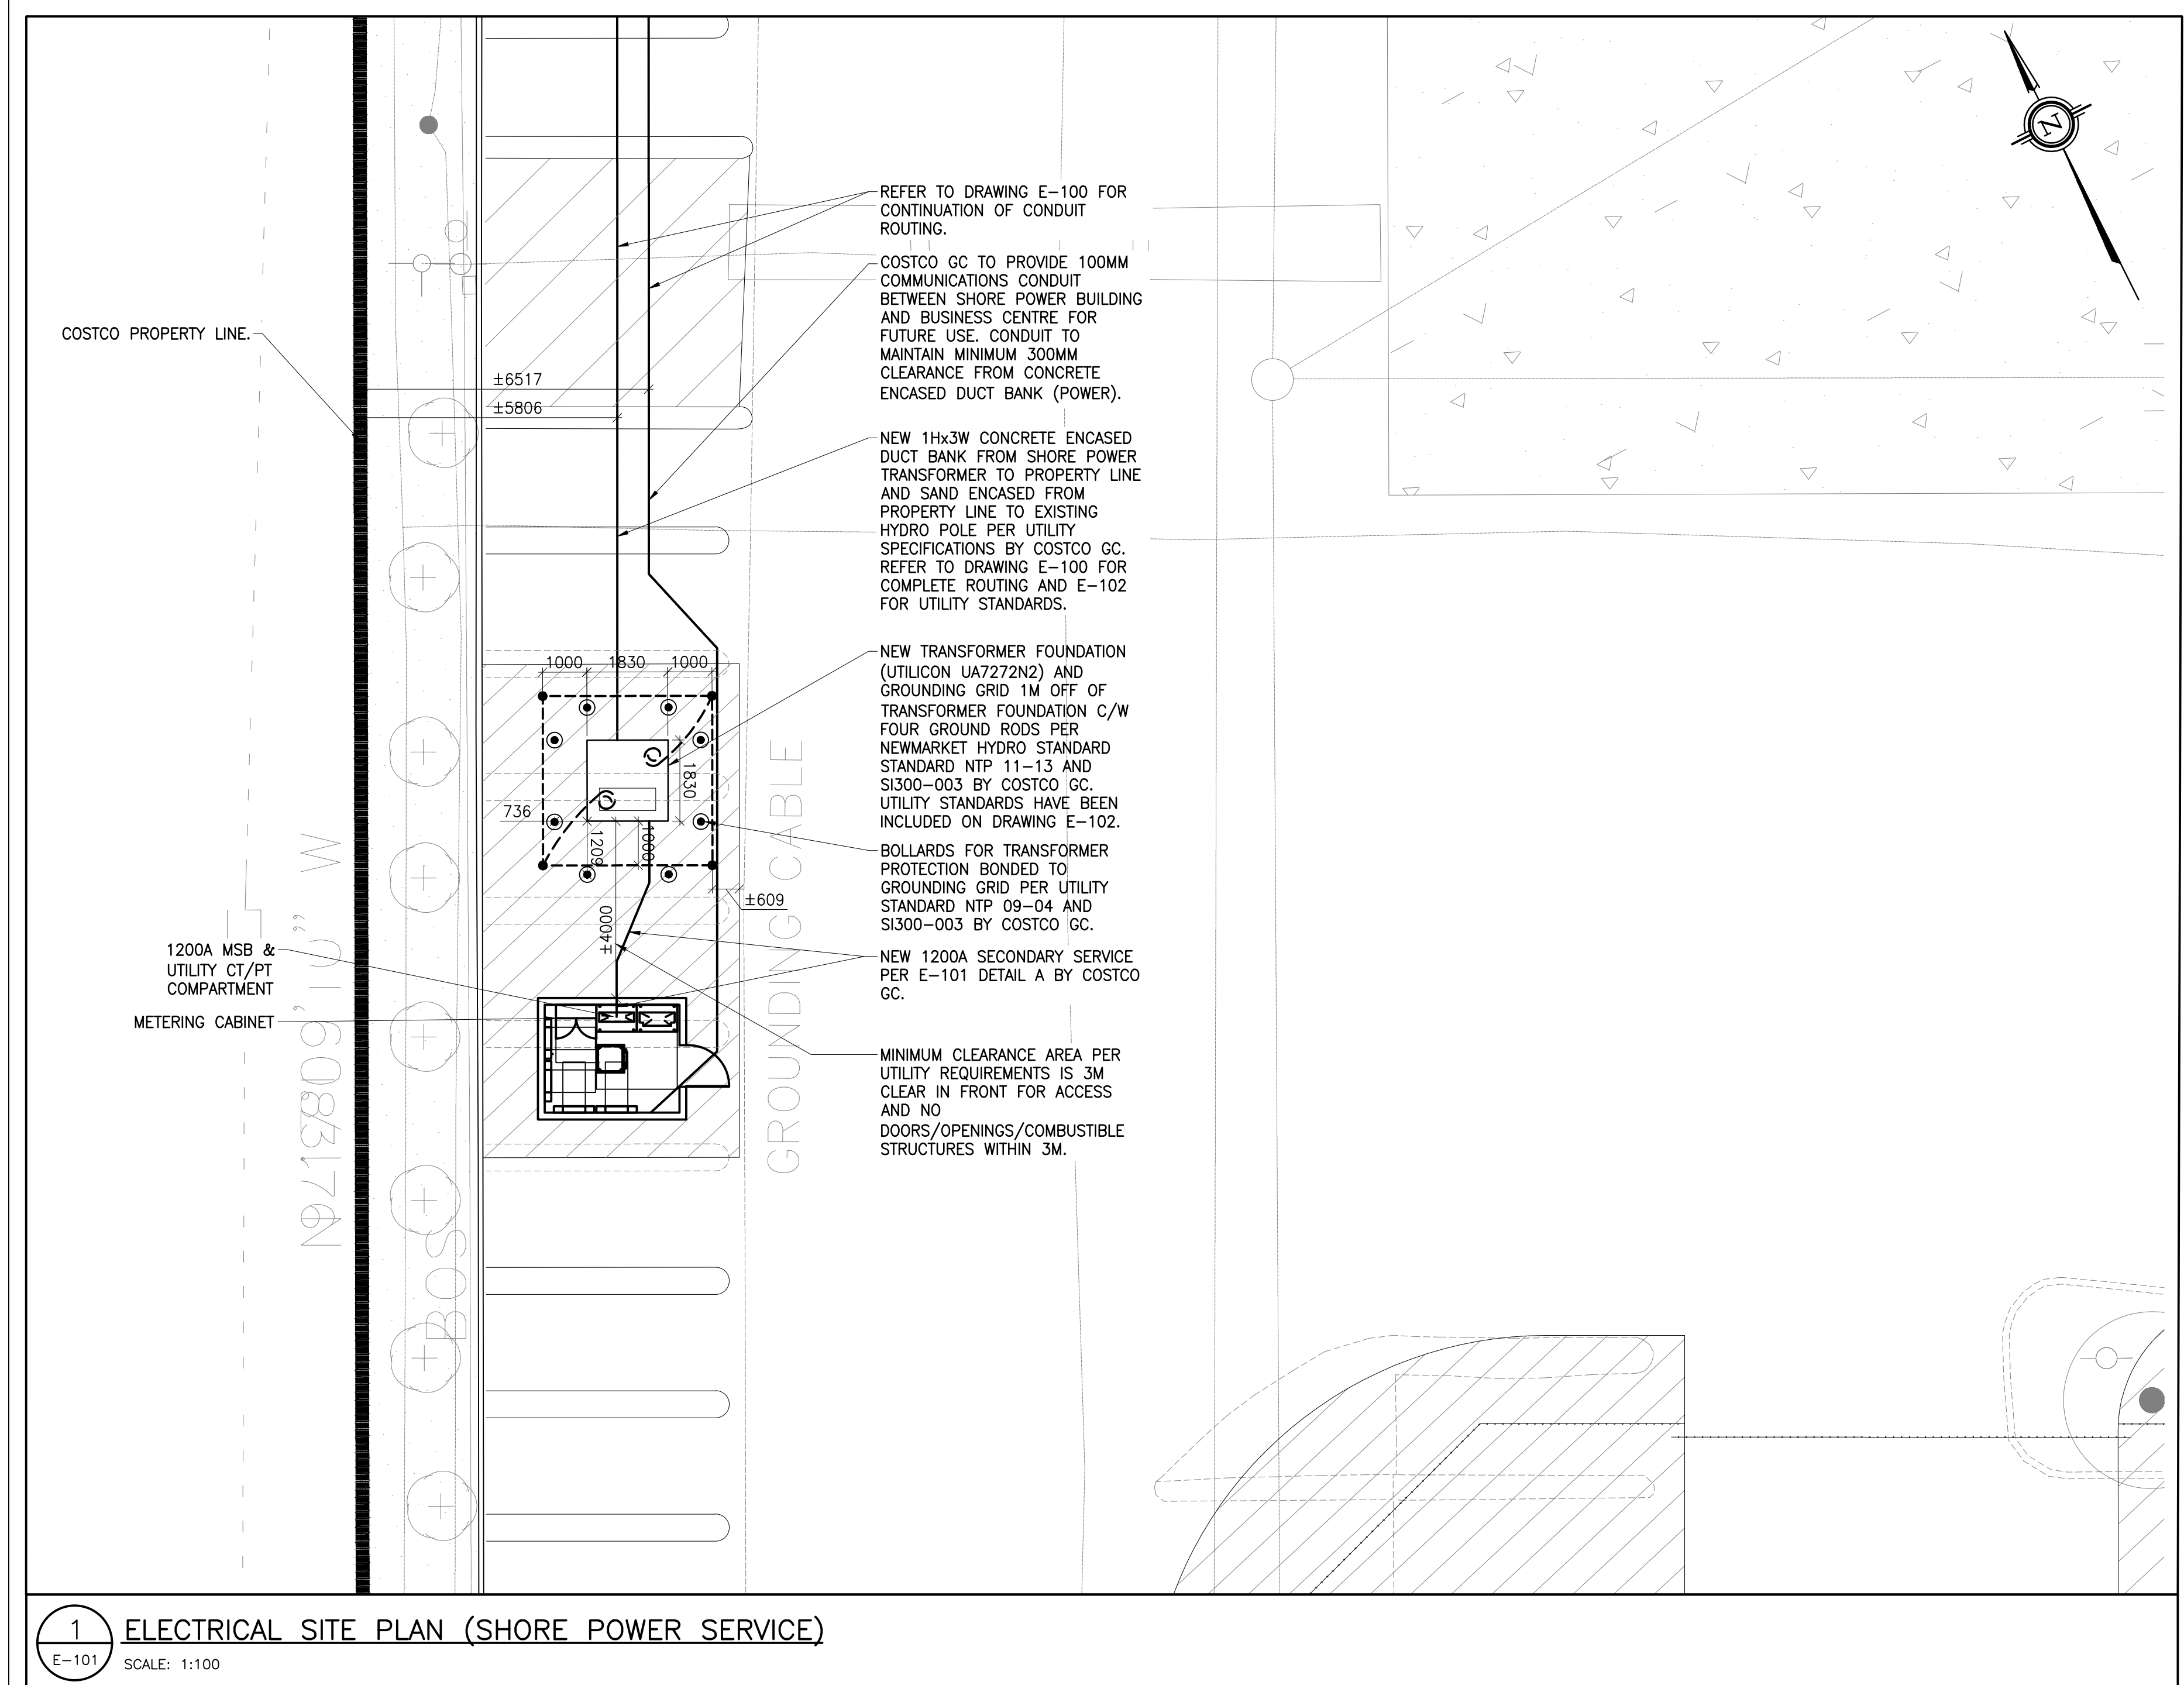 REFER TO DRAWING E-100 FOR
CONTINUATION OF CONDUIT
ROUTING.
COSTCO GC TO PROVIDE 100MM
COMMUNICATIONS CONDUIT
BETWEEN SHORE POWER BUILDING
AND BUSINESS CENTRE FOR
FUTURE USE. CONDUIT TO
MAINTAIN MINIMUM 300MM
CLEARANCE FROM CONCRETE
ENCASED DUCT BANK (POWER).
COSTCO PROPERTY LINE.
±6517
±5806
NEW 1Hx3W CONCRETE ENCASED
DUCT BANK FROM SHORE POWER
TRANSFORMER TO PROPERTY LINE
AND SAND ENCASED FROM
PROPERTY LINE TO EXISTING
HYDRO POLE PER UTILITY
SPECIFICATIONS BY COSTCO GC.
REFER TO DRAWING E-100 FOR
COMPLETE ROUTING AND E-102
FOR UTILITY STANDARDS.
NEW TRANSFORMER FOUNDATION
(UTILICON UA7272N2) AND
GROUNDING GRID 1M OFF OF
TRANSFORMER FOUNDATION C/W
FOUR GROUND RODS PER
NEWMARKET HYDRO STANDARD
STANDARD NTP 11-13 AND
SI300-003 BY COSTCO GC.
UTILITY STANDARDS HAVE BEEN
INCLUDED ON DRAWING E-102.
1000 1830 1000
1830
736
1209
1000
±609
±4000
BOLLARDS FOR TRANSFORMER
PROTECTION BONDED TO
GROUNDING GRID PER UTILITY
STANDARD NTP 09-04 AND
SI300-003 BY COSTCO GC.
NEW 1200A SECONDARY SERVICE
PER E-101 DETAIL A BY COSTCO
GC.
MINIMUM CLEARANCE AREA PER
UTILITY REQUIREMENTS IS 3M
CLEAR IN FRONT FOR ACCESS
AND NO
DOORS/OPENINGS/COMBUSTIBLE
STRUCTURES WITHIN 3M.
1200A MSB &
UTILITY CT/PT
COMPARTMENT
METERING CABINET
GROUNDING CABLE
BOS
W
N
1
E-101
ELECTRICAL SITE PLAN (SHORE POWER SERVICE)
SCALE: 1:100